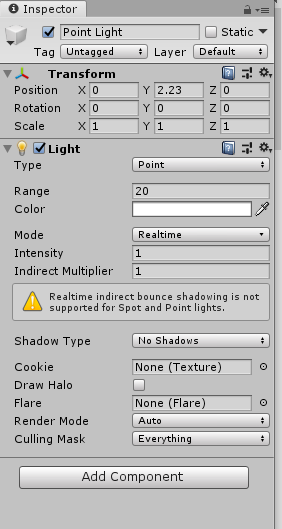 Inspector
Point Light Static
Tag Untagged Layer Default
Transform
Position X 0 Y 2.23 Z 0
Rotation X 0 Y 0 Z 0
Scale X 1 Y 1 Z 1
Light
Type Point
Range 20
Color
Mode Realtime
Intensity 1
Indirect Multiplier 1
Realtime indirect bounce shadowing is not
supported for Spot and Point lights.
Shadow Type No Shadows
Cookie None (Texture)
Draw Halo
Flare None (Flare)
Render Mode Auto
Culling Mask Everything
Add Component